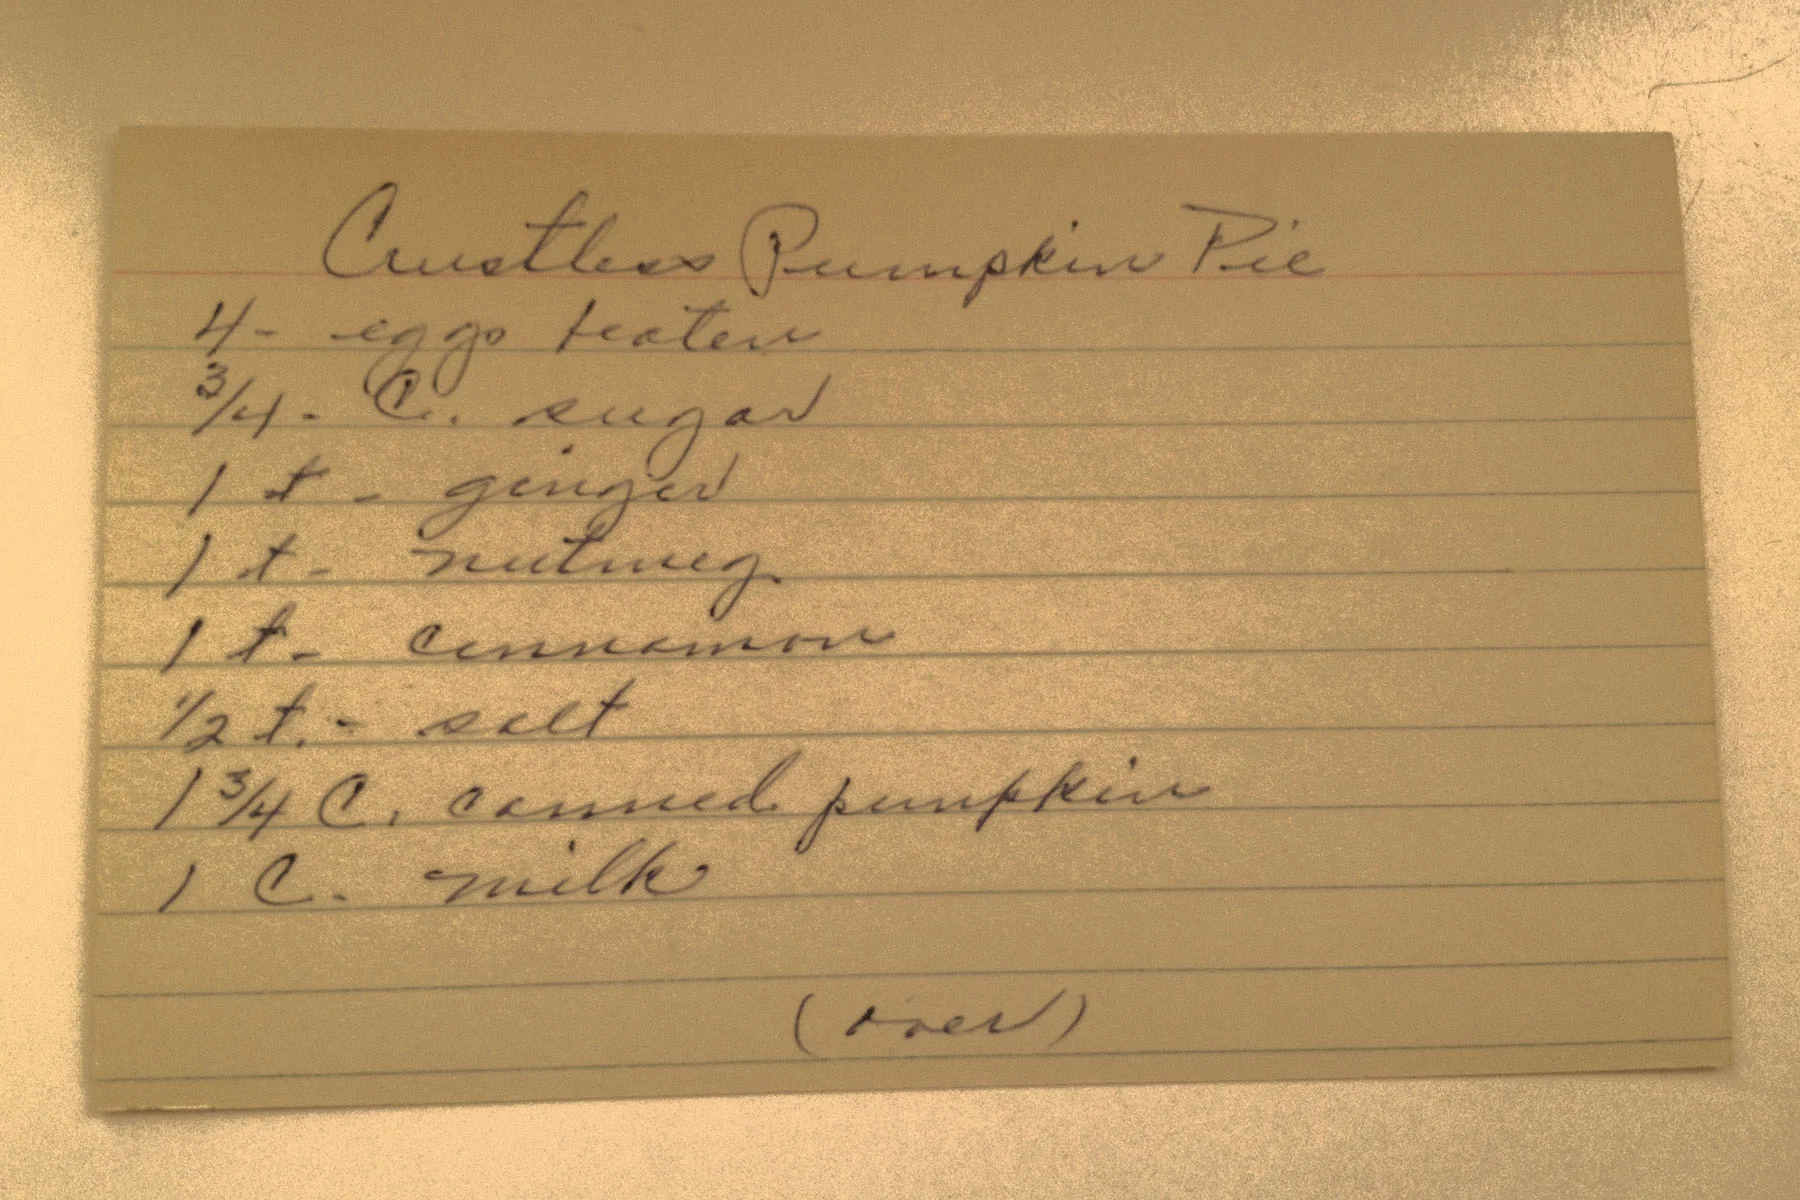 Crustless Pumpkin Pie
4 - eggs beaten
3/4 - C. sugar
1 t - ginger
1 t - nutmeg
1 t - cinnamon
1/2 t. - salt
1 3/4 C. canned pumpkin
1 C. milk
(over)